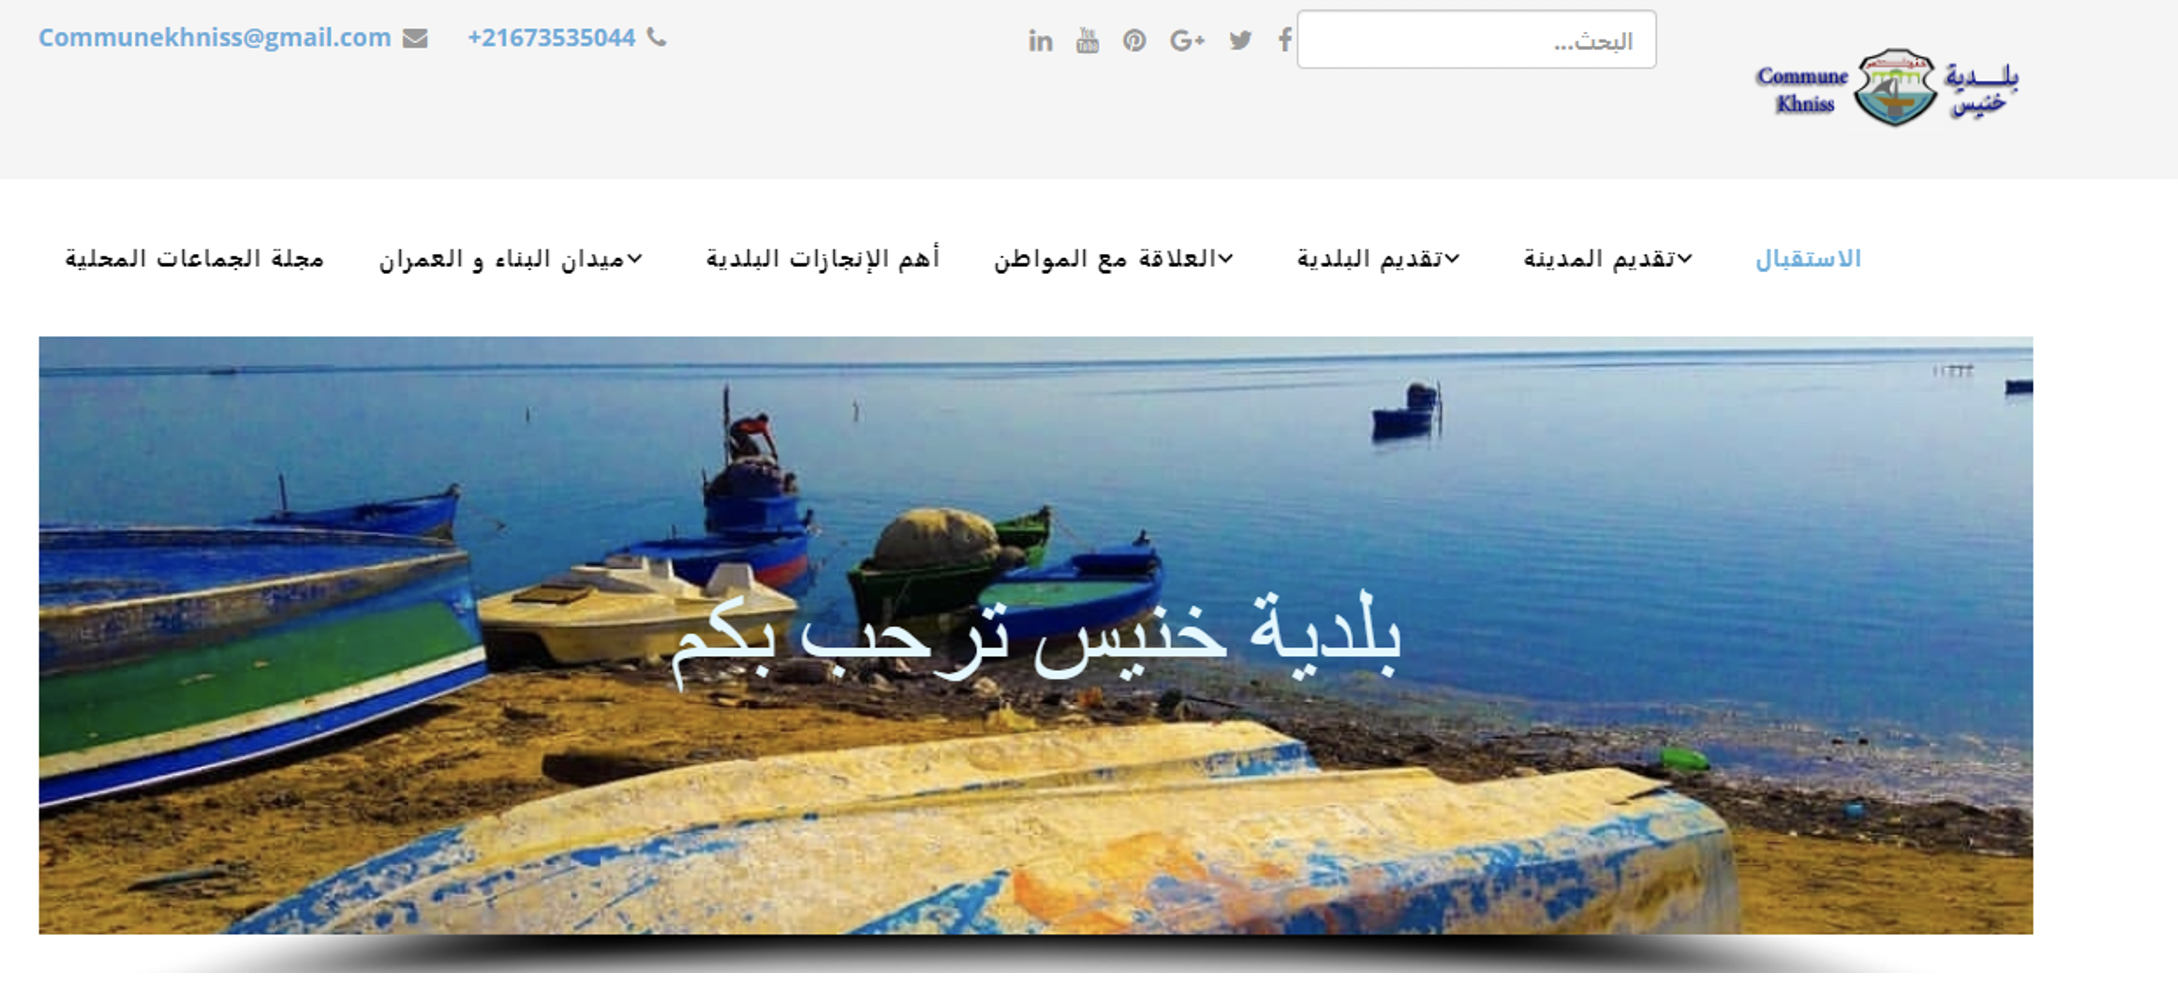 بلـــدية
خنيس
Commune
Khniss
البحث...
+21673535044
Communekhniss@gmail.com
الاستقبال
تقديم المدينة
تقديم البلدية
العلاقة مع المواطن
أهم الإنجازات البلدية
ميدان البناء و العمران
مجلة الجماعات المحلية
بلدية خنيس ترحب بكم